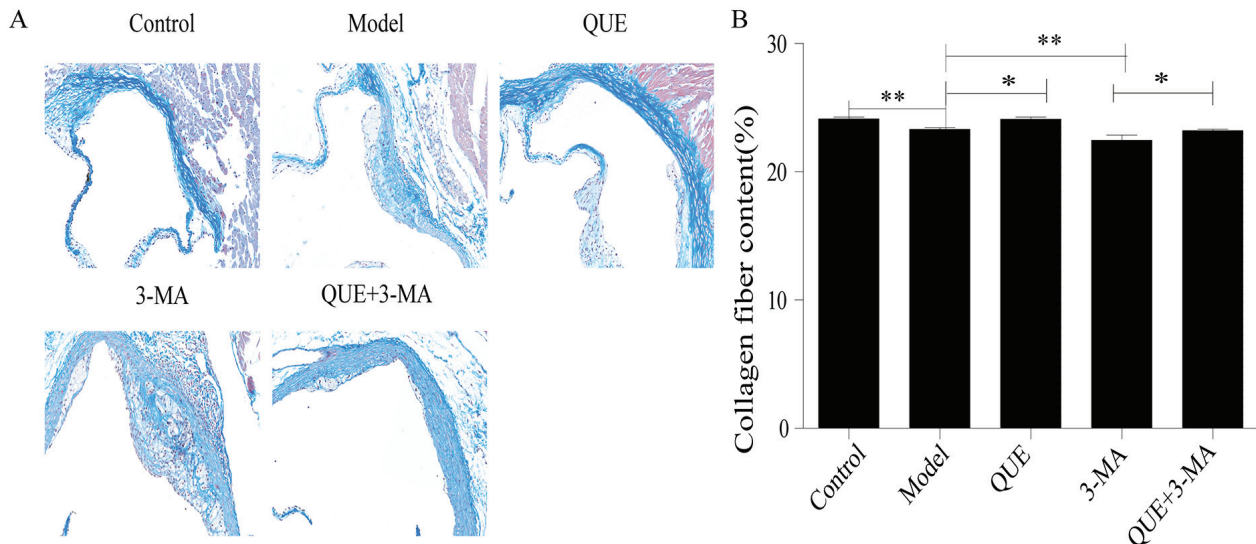 A
Control
Model
QUE
3-MA
QUE+3-MA
B
Collagen fiber content(%)
30
20
10
0
**
*
**
*
Control
Model
QUE
3-MA
QUE+3-MA